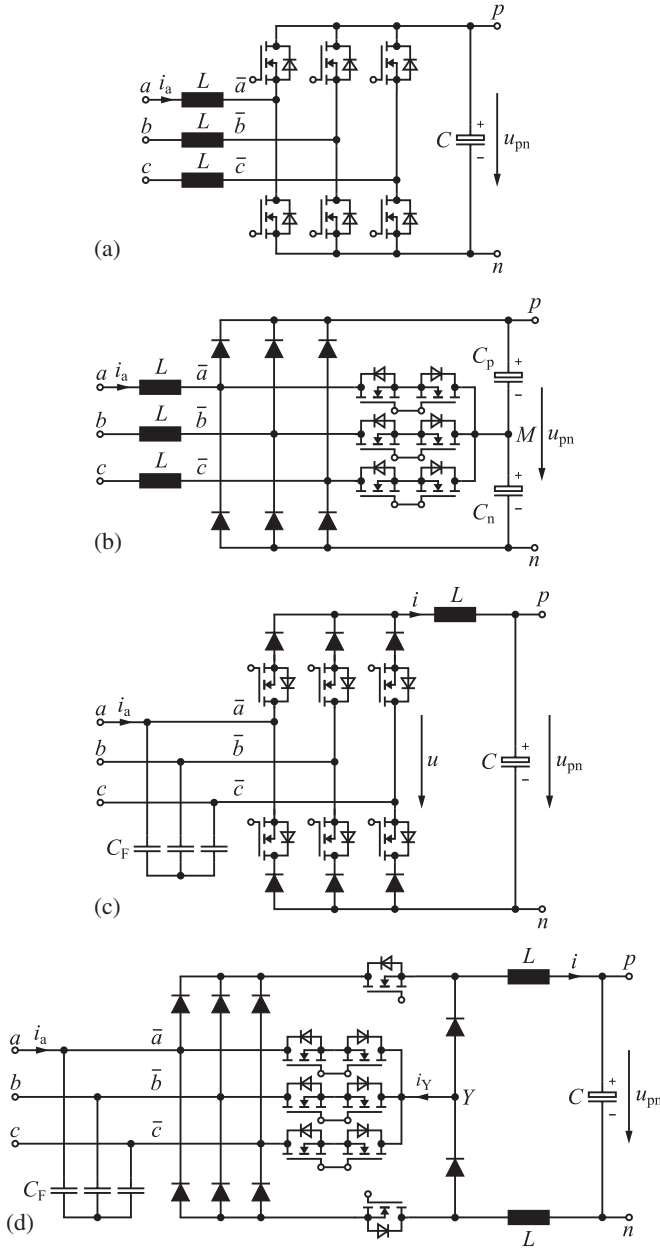 p
a i_a L a̅
b L b̅
c L c̅
C + − u_pn
n
(a)
p
a i_a L a̅
C_p + −
b L b̅
M u_pn
c L c̅
C_n + −
n
(b)
i L p
a i_a a̅
b b̅
u C + − u_pn
c c̅
C_F
n
(c)
L i p
a i_a a̅
b b̅
i_Y Y C + − u_pn
c c̅
C_F
L n
(d)